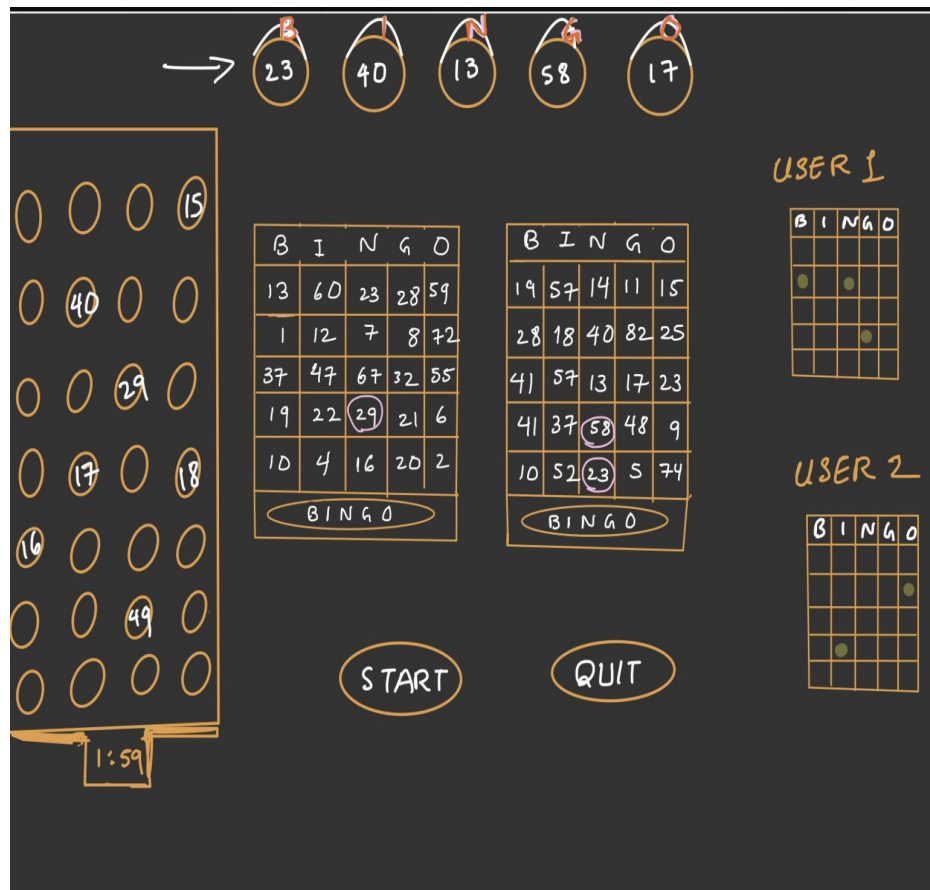 B I N G O
23 40 13 58 17
15
40
29
17 18
16
49
1:59
B I N G O
13 60 23 28 59
1 12 7 8 72
37 47 67 32 55
19 22 29 21 6
10 4 16 20 2
BINGO
B I N G O
19 57 14 11 15
28 18 40 82 25
41 57 13 17 23
41 37 58 48 9
10 52 23 5 74
BINGO
START
QUIT
USER 1
B I N G O
USER 2
B I N G O